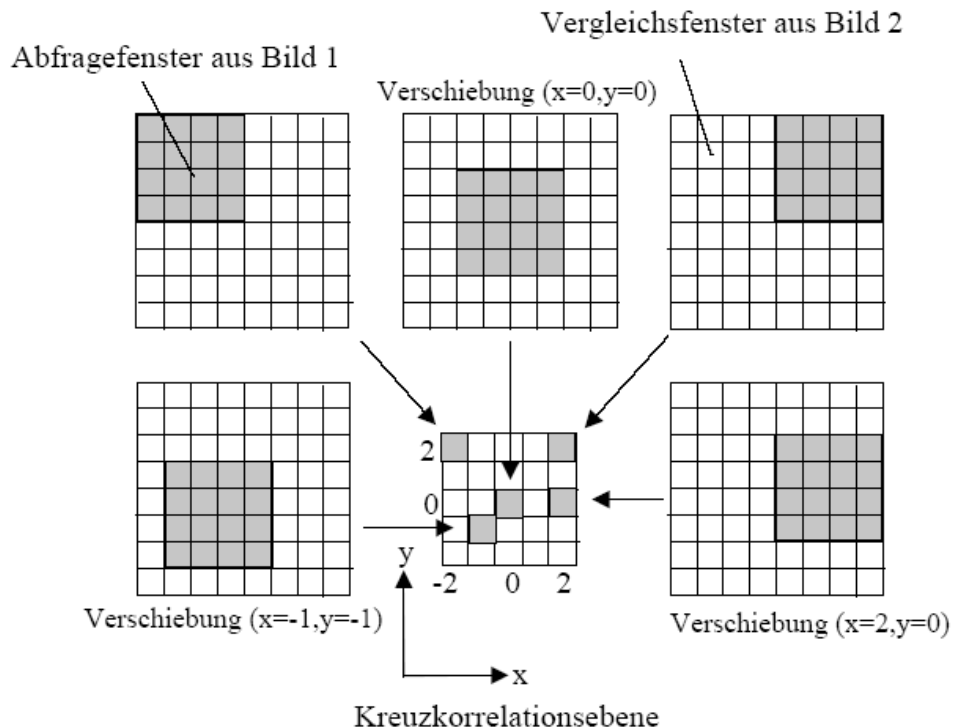 Vergleichsfenster aus Bild 2
Abfragefenster aus Bild 1
Verschiebung (x=0,y=0)
2
0
y
-2 0 2
Verschiebung (x=-1,y=-1)
Verschiebung (x=2,y=0)
x
Kreuzkorrelationsebene